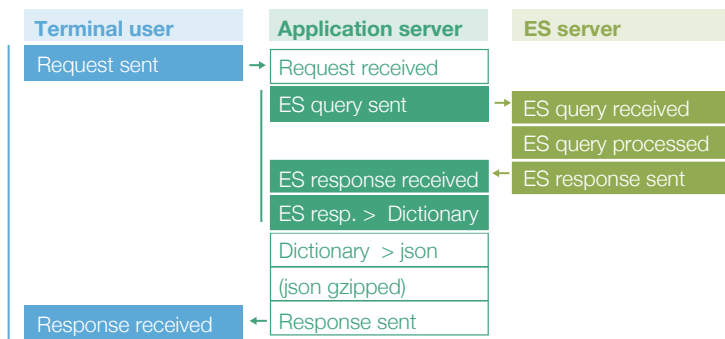 Terminal user
Application server
ES server
Request sent
Request received
ES query sent
ES query received
ES query processed
ES response received
ES response sent
ES resp. > Dictionary
Dictionary > json
(json gzipped)
Response received
Response sent